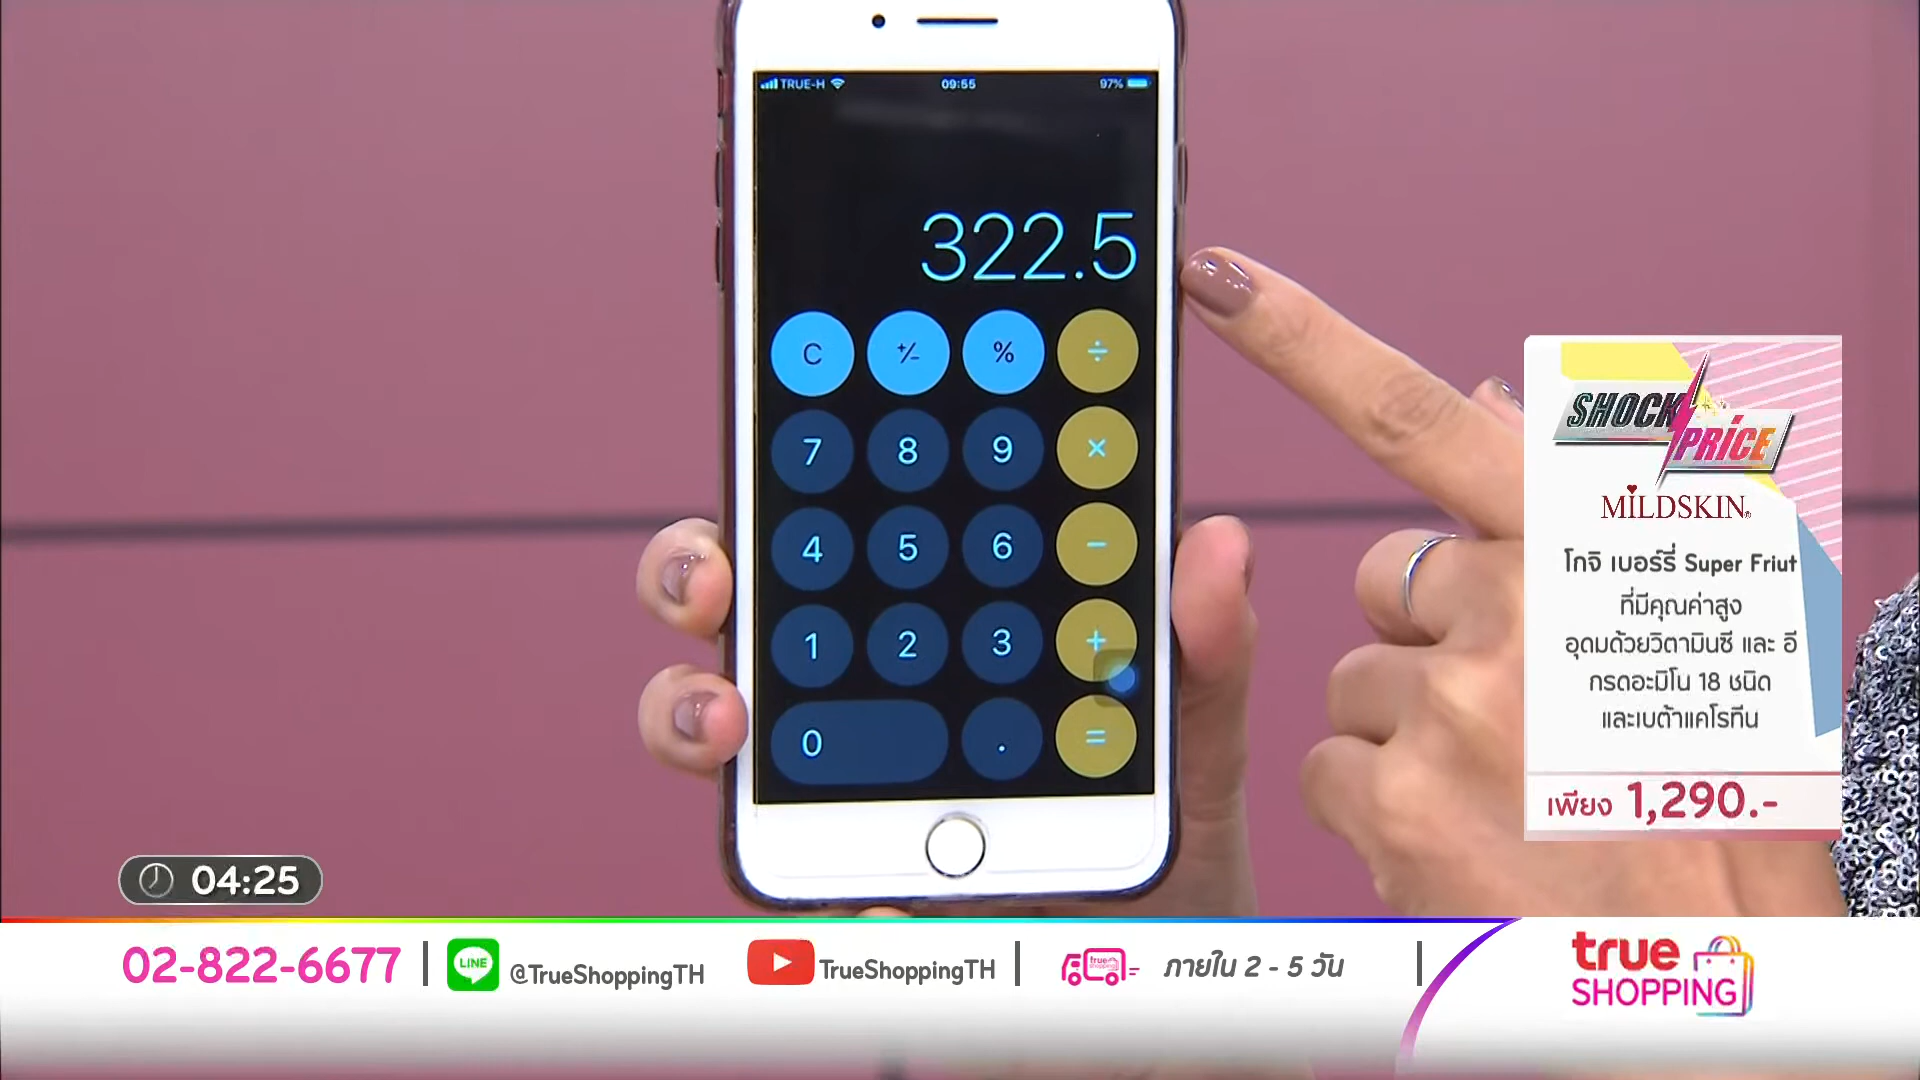 TRUE-H 09:55 97%
322.5
C +/- % ÷
7 8 9 ×
4 5 6 −
1 2 3 +
0 . =
SHOCK
PRICE
MiLDSKIN®
โกจิ เบอร์รี่ Super Friut
ที่มีคุณค่าสูง
อุดมด้วยวิตามินซี และ อี
กรดอะมิโน 18 ชนิด
และเบต้าแคโรทีน
เพียง 1,290.-
04:25
02-822-6677 | LINE @TrueShoppingTH TrueShoppingTH | ภายใน 2 - 5 วัน |
true
SHOPPING